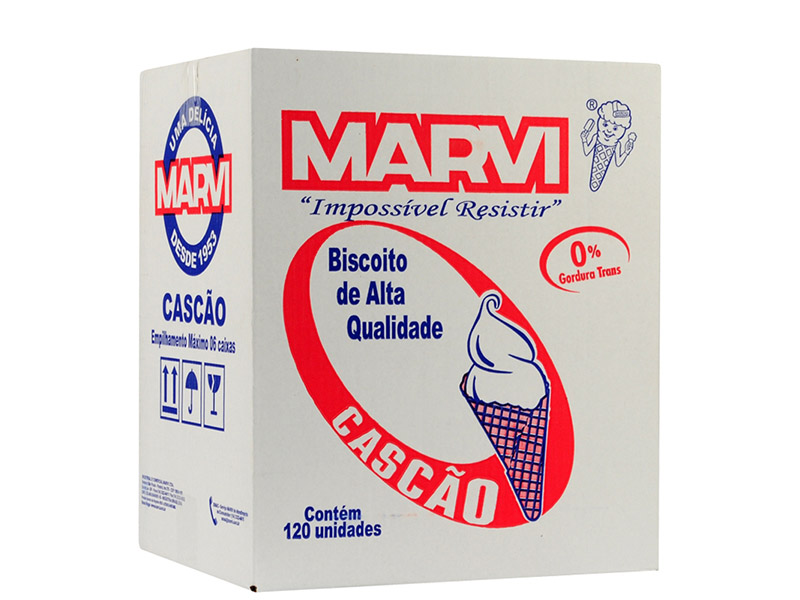 UMA DELÍCIA
MARVI
DESDE 1953
CASCÃO
Empilhamento Máximo 06 caixas
MARVI
®
"Impossível Resistir"
0%
Gordura Trans
Biscoito
de Alta
Qualidade
CASCÃO
Contém
120 unidades